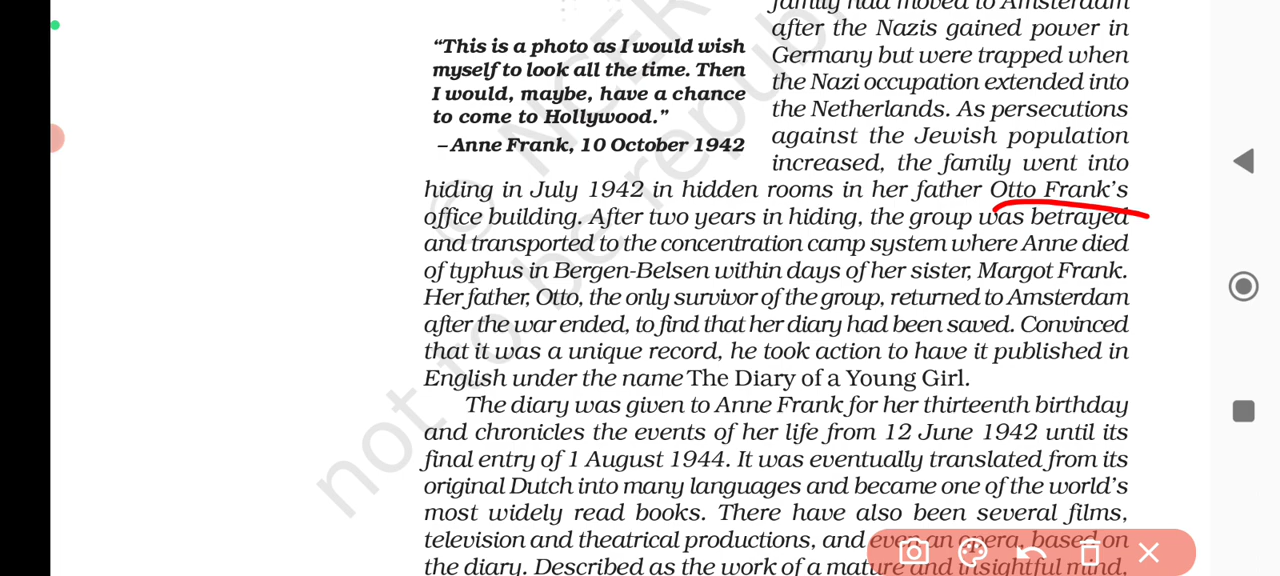 family had moved to Amsterdam
after the Nazis gained power in
Germany but were trapped when
the Nazi occupation extended into
the Netherlands. As persecutions
against the Jewish population
increased, the family went into
“This is a photo as I would wish
myself to look all the time. Then
I would, maybe, have a chance
to come to Hollywood.”
–Anne Frank, 10 October 1942
hiding in July 1942 in hidden rooms in her father Otto Frank’s
office building. After two years in hiding, the group was betrayed
and transported to the concentration camp system where Anne died
of typhus in Bergen-Belsen within days of her sister, Margot Frank.
Her father, Otto, the only survivor of the group, returned to Amsterdam
after the war ended, to find that her diary had been saved. Convinced
that it was a unique record, he took action to have it published in
English under the name The Diary of a Young Girl.
The diary was given to Anne Frank for her thirteenth birthday
and chronicles the events of her life from 12 June 1942 until its
final entry of 1 August 1944. It was eventually translated from its
original Dutch into many languages and became one of the world’s
most widely read books. There have also been several films,
television and theatrical productions, and even an opera, based on
the diary. Described as the work of a mature and insightful mind,
© NCER
not to be republ